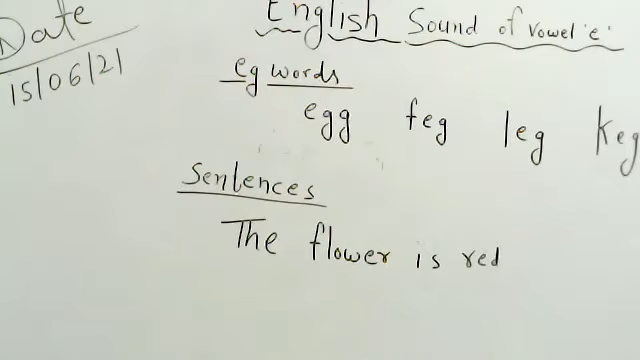 Date
15/06/21
English Sound of vowel 'e'
eg words
egg feg leg keg
Sentences
The flower is red